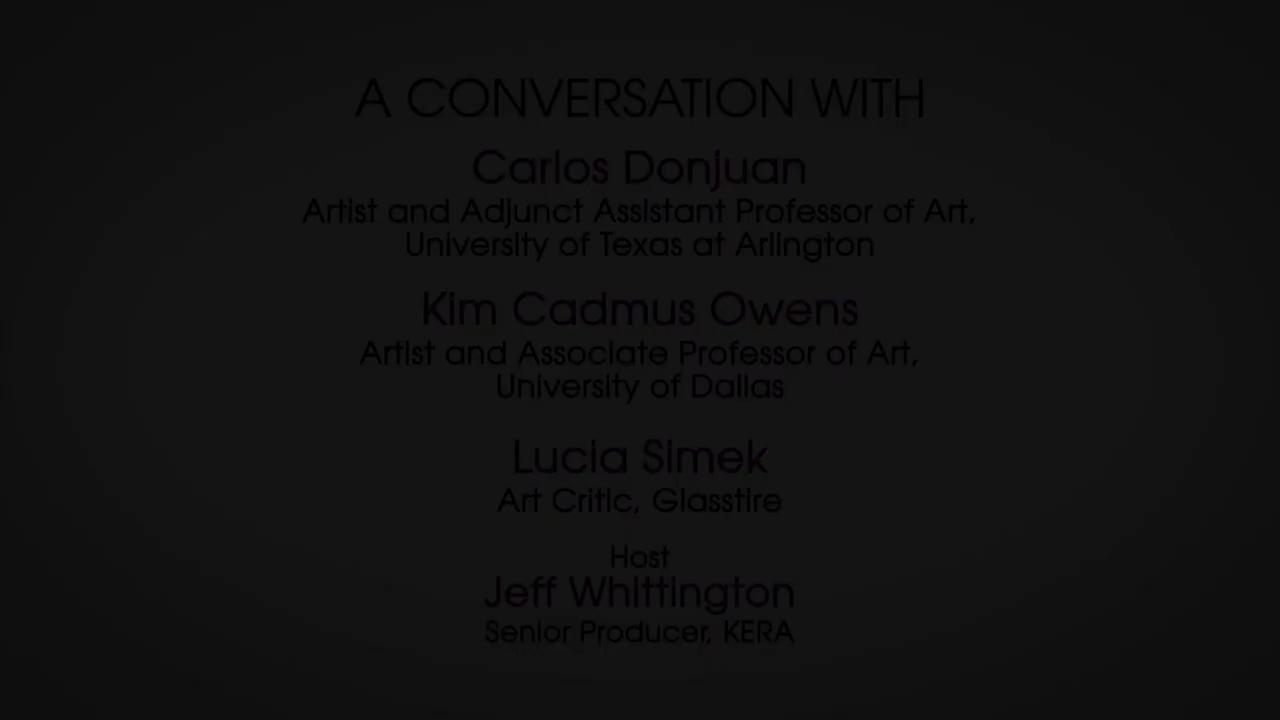 A CONVERSATION WITH
Carlos Donjuan
Artist and Adjunct Assistant Professor of Art,
University of Texas at Arlington
Kim Cadmus Owens
Artist and Associate Professor of Art,
University of Dallas
Lucia Simek
Art Critic, Glasstire
Host
Jeff Whittington
Senior Producer, KERA